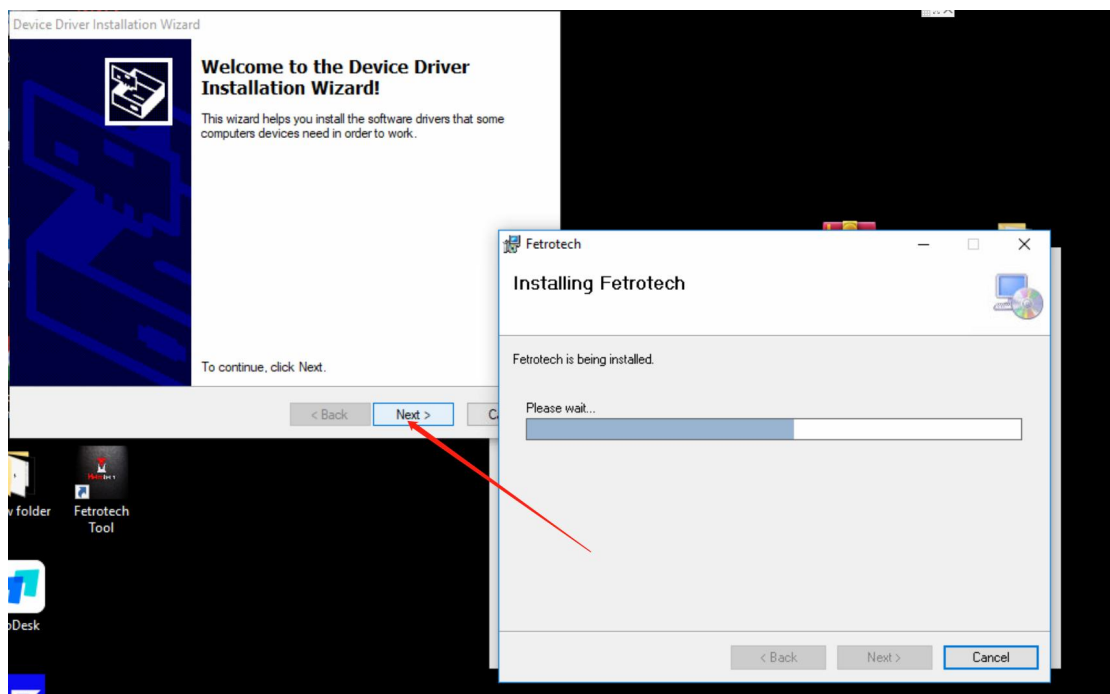 Device Driver Installation Wizard
Welcome to the Device Driver
Installation Wizard!
This wizard helps you install the software drivers that some
computers devices need in order to work.
To continue, click Next.
< Back
Next >
Fetrotech
Installing Fetrotech
Fetrotech is being installed.
Please wait...
< Back
Next >
Cancel
folder
Fetrotech
Tool